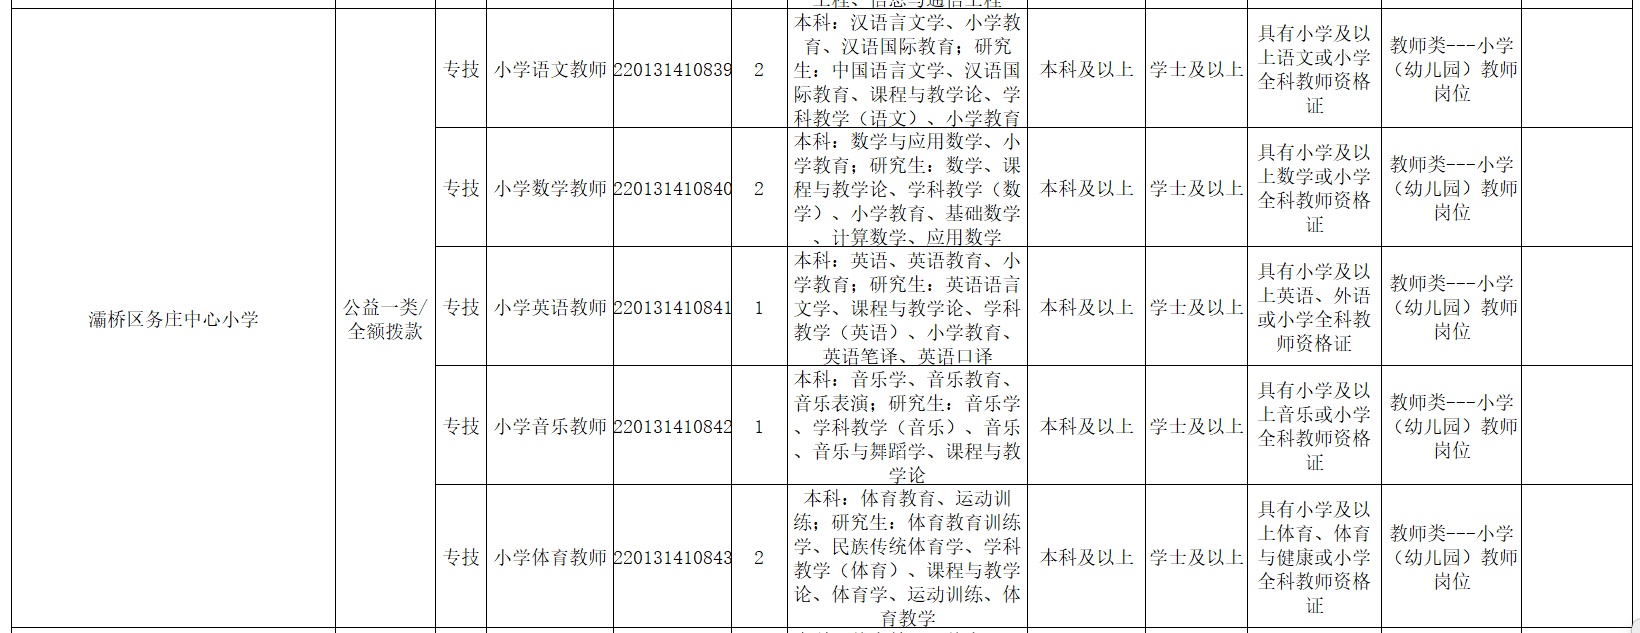 工程、信息与通信工程
灞桥区务庄中心小学
公益一类/
全额拨款
专技
小学语文教师
220131410839
2
本科：汉语言文学、小学教
育、汉语国际教育；研究
生：中国语言文学、汉语国
际教育、课程与教学论、学
科教学（语文）、小学教育
本科及以上
学士及以上
具有小学及以
上语文或小学
全科教师资格
证
教师类---小学
（幼儿园）教师
岗位
专技
小学数学教师
220131410840
2
本科：数学与应用数学、小
学教育；研究生：数学、课
程与教学论、学科教学（数
学）、小学教育、基础数学
、计算数学、应用数学
本科及以上
学士及以上
具有小学及以
上数学或小学
全科教师资格
证
教师类---小学
（幼儿园）教师
岗位
专技
小学英语教师
220131410841
1
本科：英语、英语教育、小
学教育；研究生：英语语言
文学、课程与教学论、学科
教学（英语）、小学教育、
英语笔译、英语口译
本科及以上
学士及以上
具有小学及以
上英语、外语
或小学全科教
师资格证
教师类---小学
（幼儿园）教师
岗位
专技
小学音乐教师
220131410842
1
本科：音乐学、音乐教育、
音乐表演；研究生：音乐学
、学科教学（音乐）、音乐
、音乐与舞蹈学、课程与教
学论
本科及以上
学士及以上
具有小学及以
上音乐或小学
全科教师资格
证
教师类---小学
（幼儿园）教师
岗位
专技
小学体育教师
220131410843
2
本科：体育教育、运动训
练；研究生：体育教育训练
学、民族传统体育学、学科
教学（体育）、课程与教学
论、体育学、运动训练、体
育教学
本科及以上
学士及以上
具有小学及以
上体育、体育
与健康或小学
全科教师资格
证
教师类---小学
（幼儿园）教师
岗位